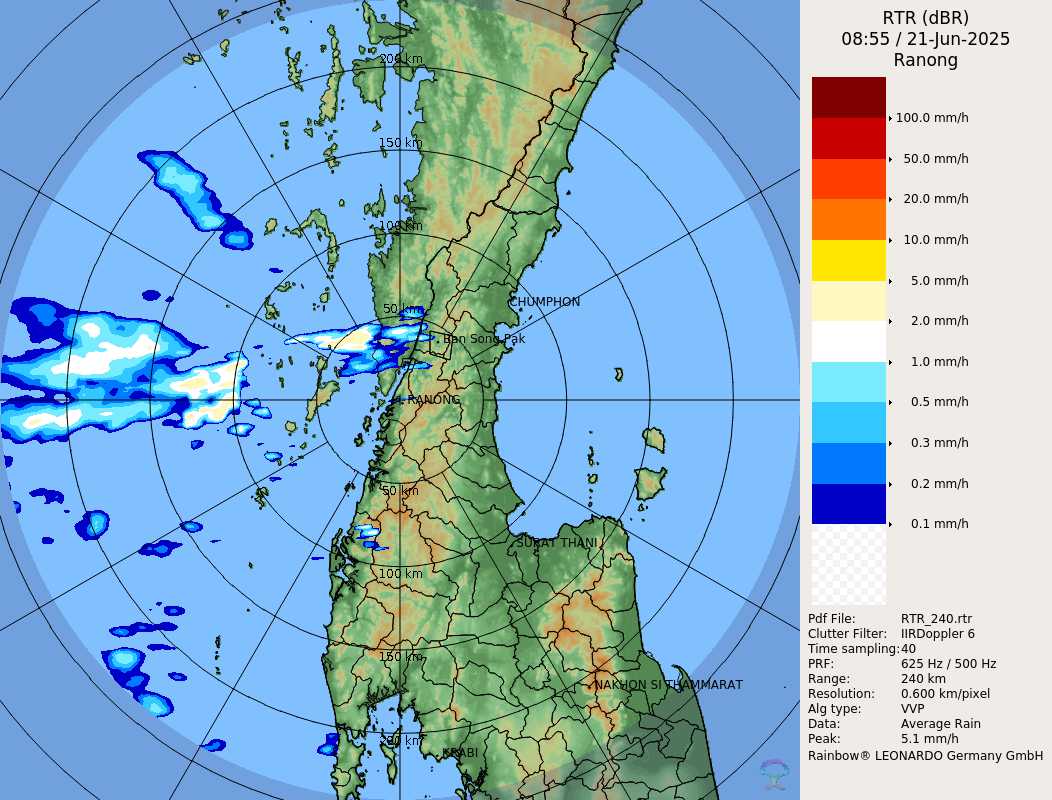 RTR (dBR)
08:55 / 21-Jun-2025
Ranong
100.0 mm/h
50.0 mm/h
20.0 mm/h
10.0 mm/h
5.0 mm/h
2.0 mm/h
1.0 mm/h
0.5 mm/h
0.3 mm/h
0.2 mm/h
0.1 mm/h
Pdf File: RTR_240.rtr
Clutter Filter: IIRDoppler 6
Time sampling: 40
PRF: 625 Hz / 500 Hz
Range: 240 km
Resolution: 0.600 km/pixel
Alg type: VVP
Data: Average Rain
Peak: 5.1 mm/h
Rainbow® LEONARDO Germany GmbH
200 km
150 km
100 km
50 km
CHUMPHON
Ban Song Pak
RANONG
50 km
SURAT THANI
100 km
150 km
NAKHON SI THAMMARAT
200 km
KRABI